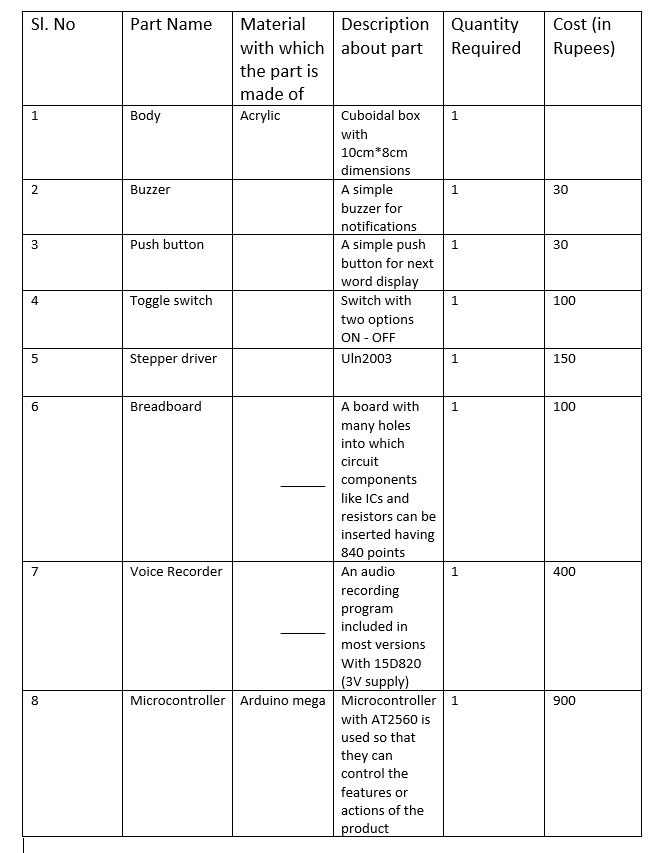 Sl. No Part Name Material with which the part is made of Description about part Quantity Required Cost (in Rupees)
1 Body Acrylic Cuboidal box with 10cm*8cm dimensions 1
2 Buzzer A simple buzzer for notifications 1 30
3 Push button A simple push button for next word display 1 30
4 Toggle switch Switch with two options ON - OFF 1 100
5 Stepper driver Uln2003 1 150
6 Breadboard ______ A board with many holes into which circuit components like ICs and resistors can be inserted having 840 points 1 100
7 Voice Recorder ______ An audio recording program included in most versions With 15D820 (3V supply) 1 400
8 Microcontroller Arduino mega Microcontroller with AT2560 is used so that they can control the features or actions of the product 1 900